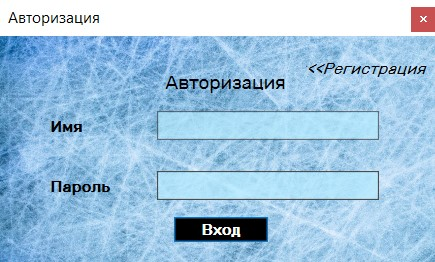 Авторизация
<<Регистрация
Авторизация
Имя
Пароль
Вход